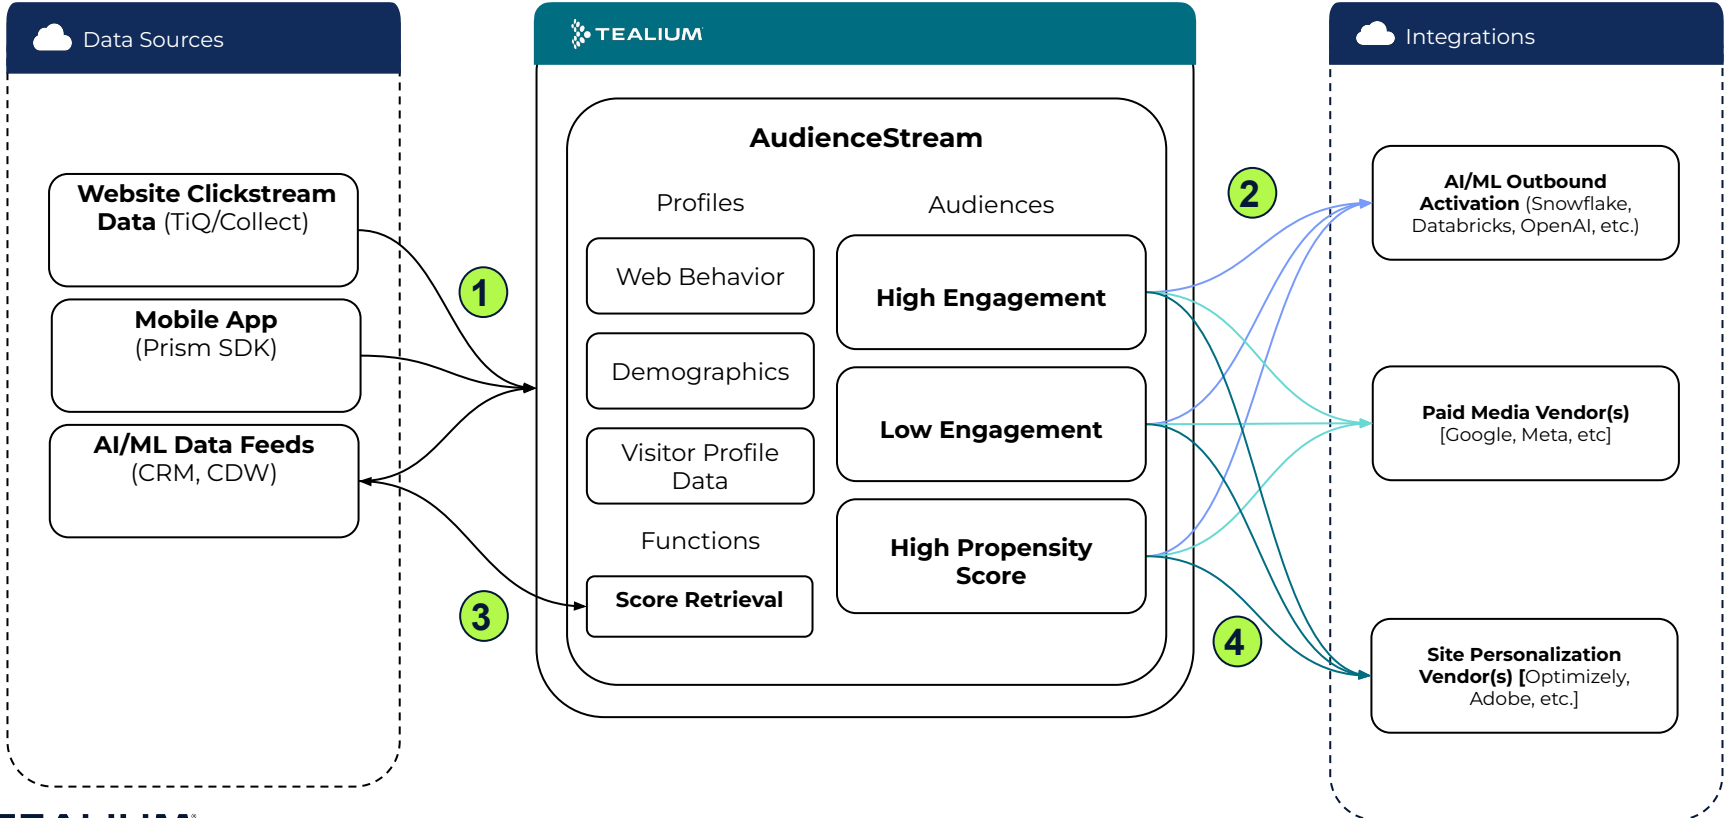 Data Sources
Website Clickstream
Data (TiQ/Collect)
Mobile App
(Prism SDK)
AI/ML Data Feeds
(CRM, CDW)
1
3
TEALIUM
AudienceStream
Profiles
Web Behavior
Demographics
Visitor Profile
Data
Functions
Score Retrieval
Audiences
High Engagement
Low Engagement
High Propensity
Score
2
4
Integrations
AI/ML Outbound
Activation (Snowflake,
Databricks, OpenAI, etc.)
Paid Media Vendor(s)
[Google, Meta, etc]
Site Personalization
Vendor(s) [Optimizely,
Adobe, etc.]
TEALIUM